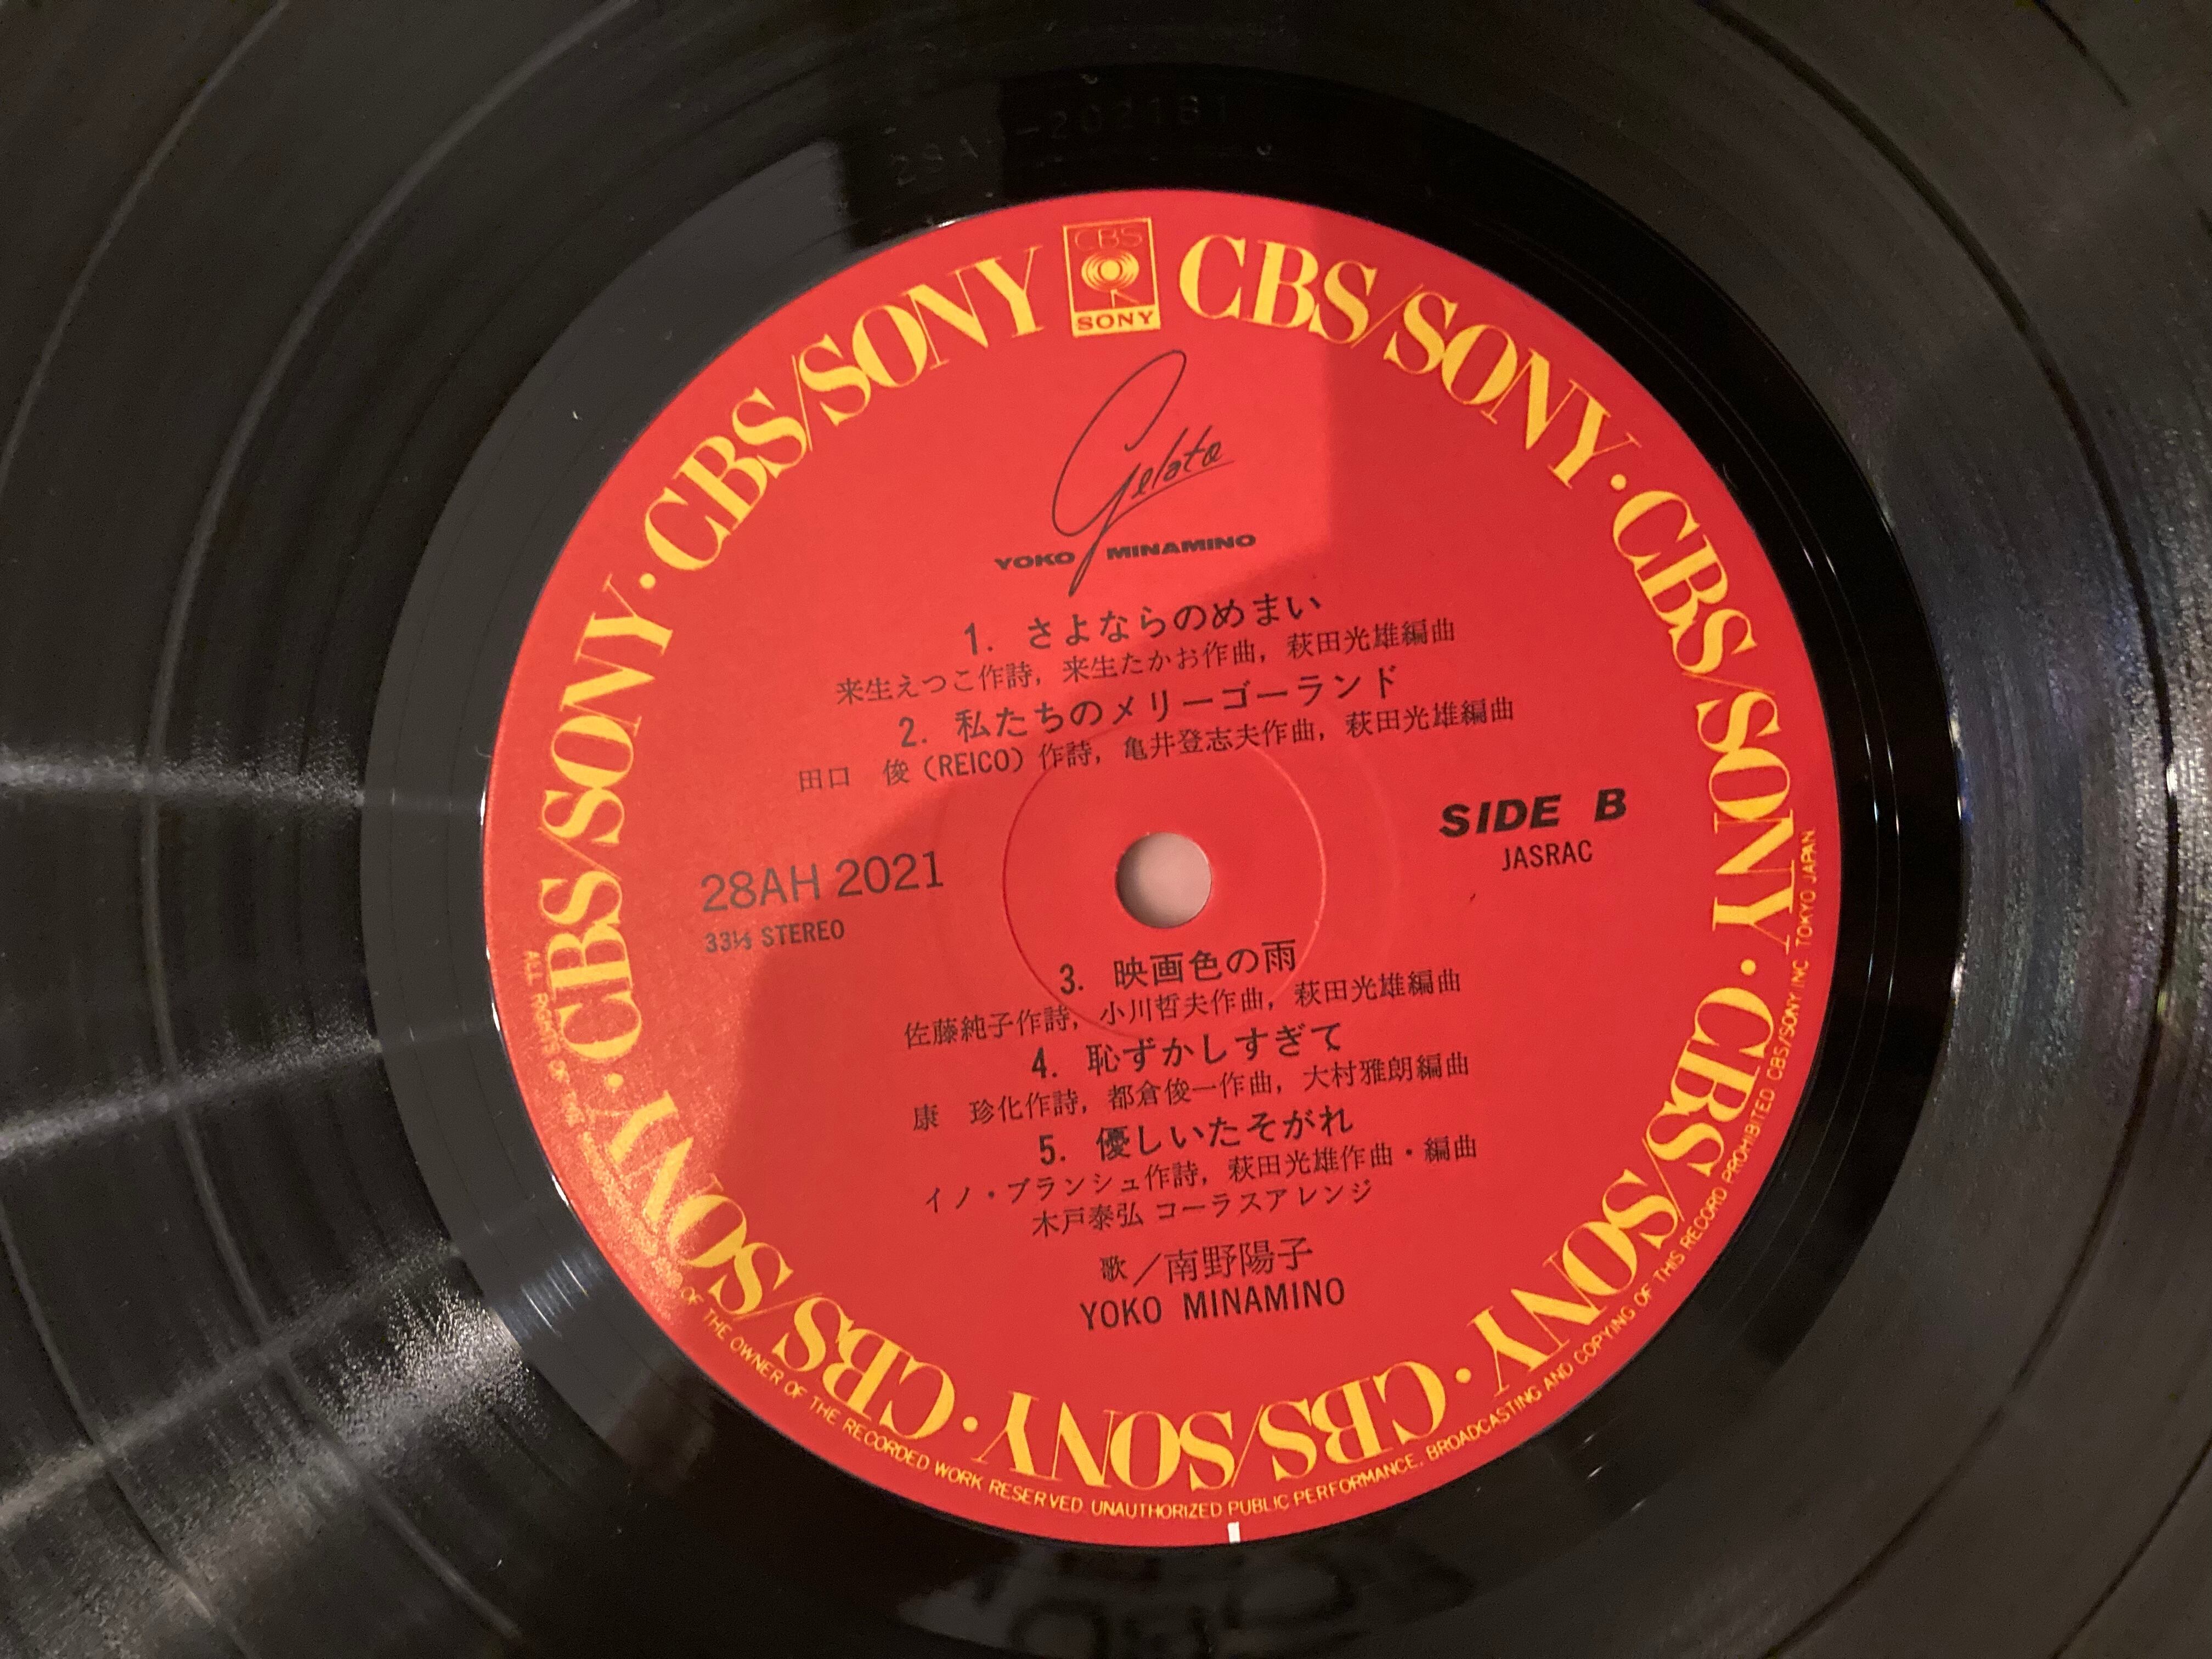 28A -2021B1
CBS/SONY · CBS/SONY · CBS/SONY · CBS/SONY · CBS/SONY · CBS/SONY · CBS/SONY · CBS/SONY
CBS
SONY
Gelato
YOKO MINAMINO
1. さよならのめまい
来生えつこ作詩, 来生たかお作曲, 萩田光雄編曲
2. 私たちのメリーゴーランド
田口 俊 (REICO) 作詩, 亀井登志夫作曲, 萩田光雄編曲
SIDE B
JASRAC
28AH 2021
33⅓ STEREO
3. 映画色の雨
佐藤純子作詩, 小川哲夫作曲, 萩田光雄編曲
4. 恥ずかしすぎて
康 珍化作詩, 都倉俊一作曲, 大村雅朗編曲
5. 優しいたそがれ
イノ・ブランシュ作詩, 萩田光雄作曲・編曲
木戸泰弘 コーラスアレンジ
歌／南野陽子
YOKO MINAMINO
ALL RIGHTS OF OF THE OWNER OF THE RECORDED WORK RESERVED. UNAUTHORIZED PUBLIC PERFORMANCE, BROADCASTING AND COPYING OF THIS RECORD PROHIBITED CBS/SONY INC. TOKYO JAPAN